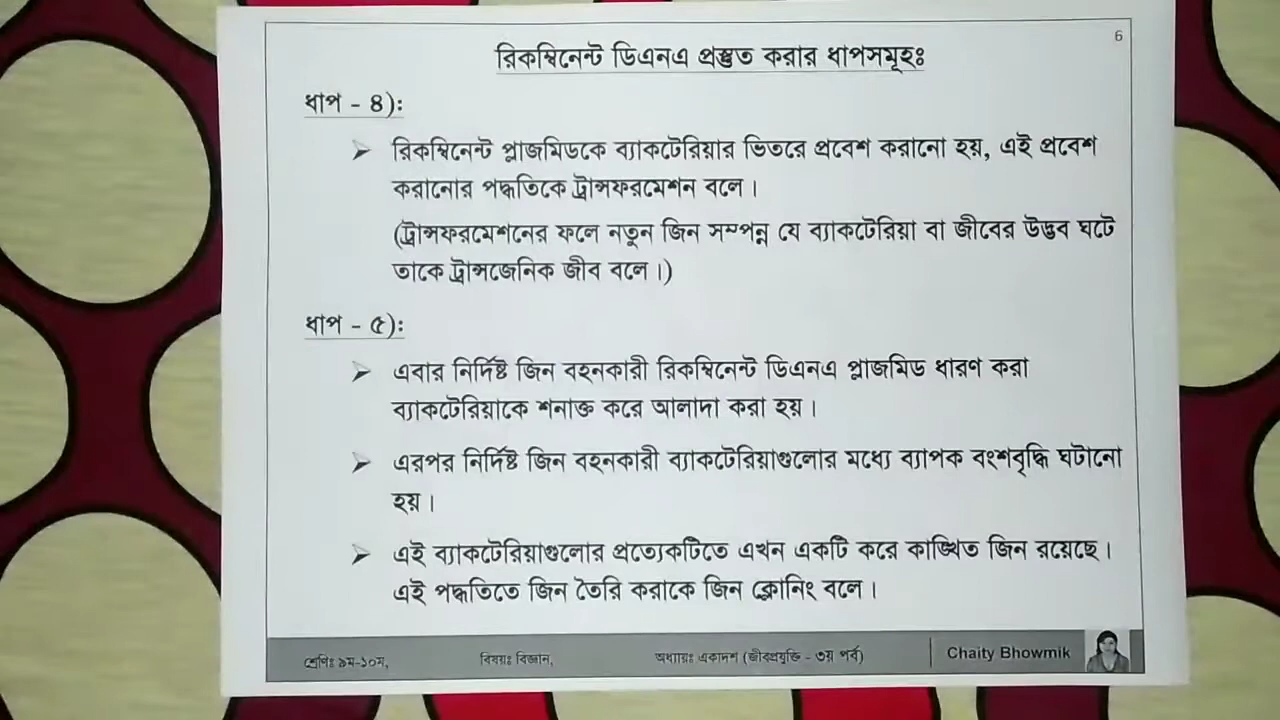 6
রিকম্বিনেন্ট ডিএনএ প্রস্তুত করার ধাপসমূহঃ
ধাপ - ৪):
➢ রিকম্বিনেন্ট প্লাজমিডকে ব্যাকটেরিয়ার ভিতরে প্রবেশ করানো হয়, এই প্রবেশ
করানোর পদ্ধতিকে ট্রান্সফরমেশন বলে।
(ট্রান্সফরমেশনের ফলে নতুন জিন সম্পন্ন যে ব্যাকটেরিয়া বা জীবের উদ্ভব ঘটে
তাকে ট্রান্সজেনিক জীব বলে।)
ধাপ - ৫):
➢ এবার নির্দিষ্ট জিন বহনকারী রিকম্বিনেন্ট ডিএনএ প্লাজমিড ধারণ করা
ব্যাকটেরিয়াকে শনাক্ত করে আলাদা করা হয়।
➢ এরপর নির্দিষ্ট জিন বহনকারী ব্যাকটেরিয়াগুলোর মধ্যে ব্যাপক বংশবৃদ্ধি ঘটানো
হয়।
➢ এই ব্যাকটেরিয়াগুলোর প্রত্যেকটিতে এখন একটি করে কাঙ্খিত জিন রয়েছে।
এই পদ্ধতিতে জিন তৈরি করাকে জিন ক্লোনিং বলে।
শ্রেণিঃ ৯ম-১০ম, বিষয়ঃ বিজ্ঞান, অধ্যায়ঃ একাদশ (জীবপ্রযুক্তি - ৩য় পর্ব) Chaity Bhowmik